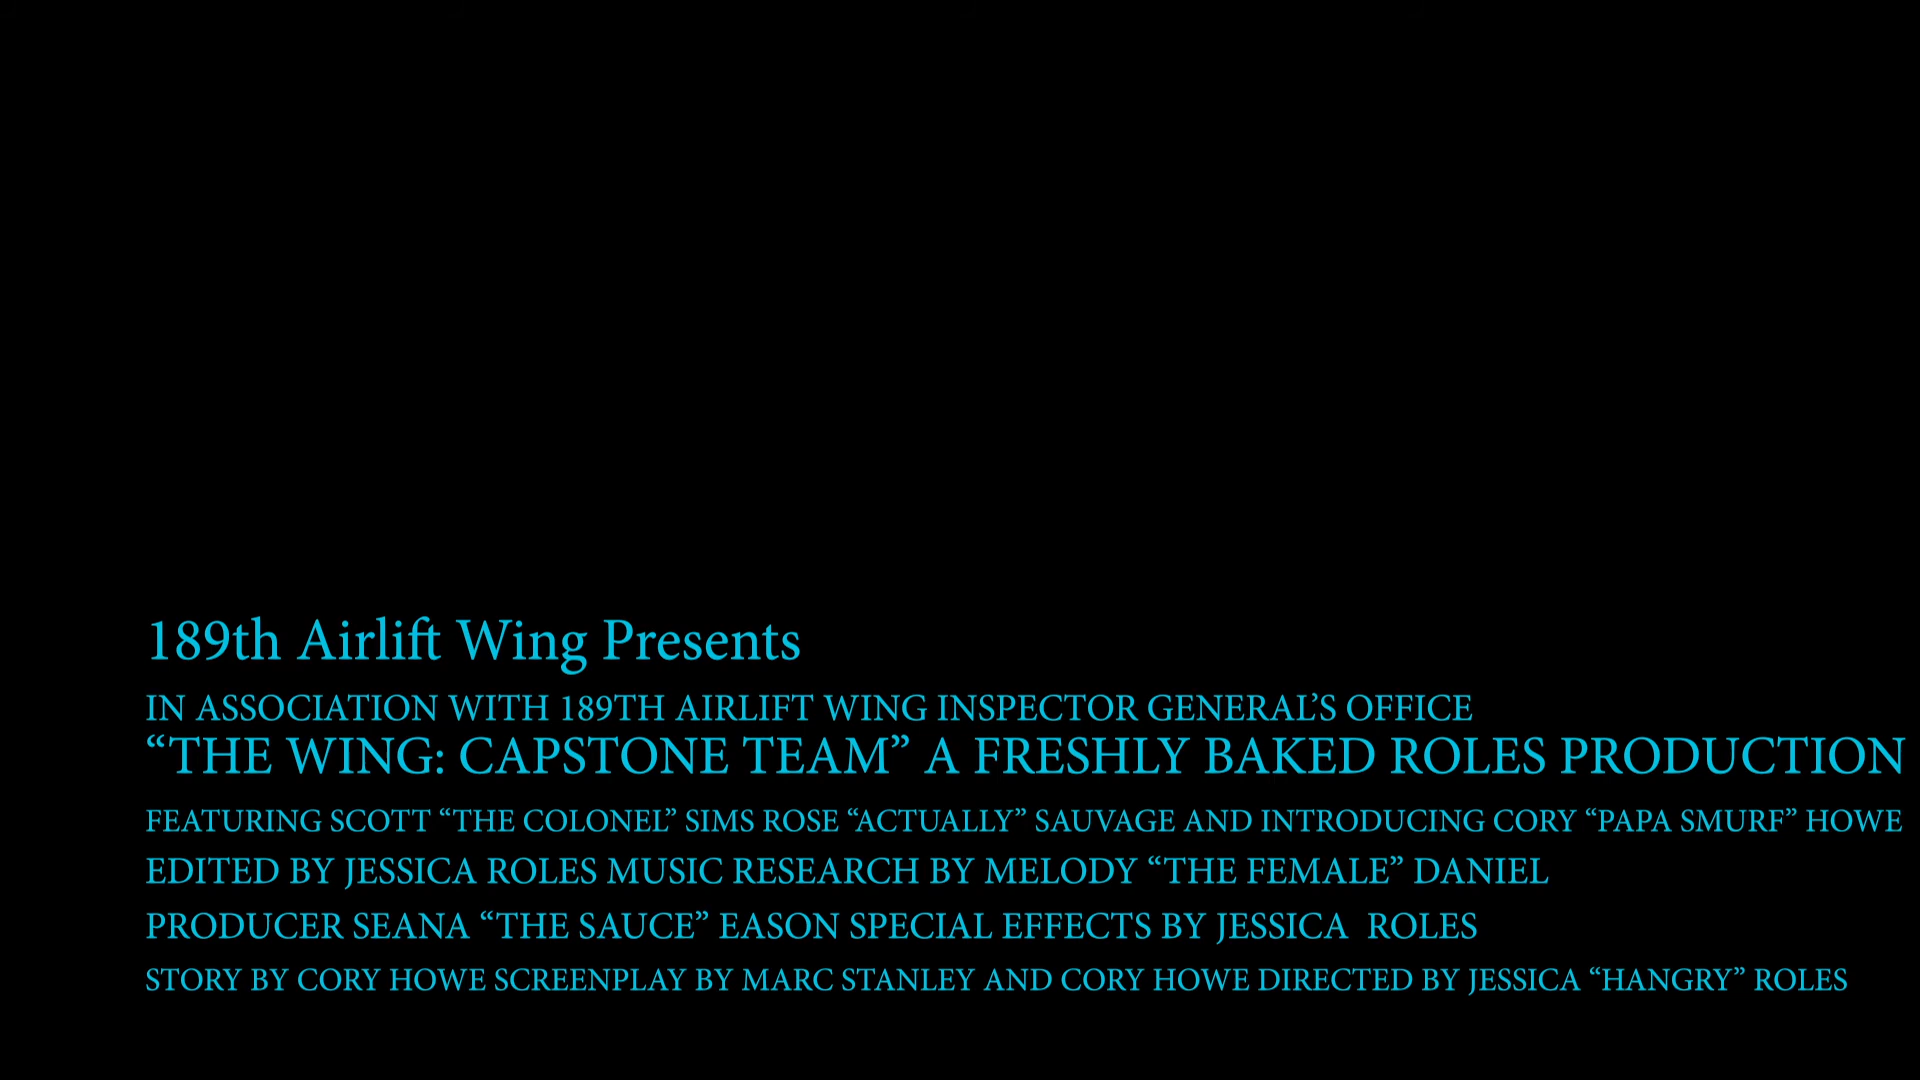 189th Airlift Wing Presents
IN ASSOCIATION WITH 189TH AIRLIFT WING INSPECTOR GENERAL’S OFFICE
“THE WING: CAPSTONE TEAM” A FRESHLY BAKED ROLES PRODUCTION
FEATURING SCOTT “THE COLONEL” SIMS ROSE “ACTUALLY” SAUVAGE AND INTRODUCING CORY “PAPA SMURF” HOWE
EDITED BY JESSICA ROLES MUSIC RESEARCH BY MELODY “THE FEMALE” DANIEL
PRODUCER SEANA “THE SAUCE” EASON SPECIAL EFFECTS BY JESSICA  ROLES
STORY BY CORY HOWE SCREENPLAY BY MARC STANLEY AND CORY HOWE DIRECTED BY JESSICA “HANGRY” ROLES